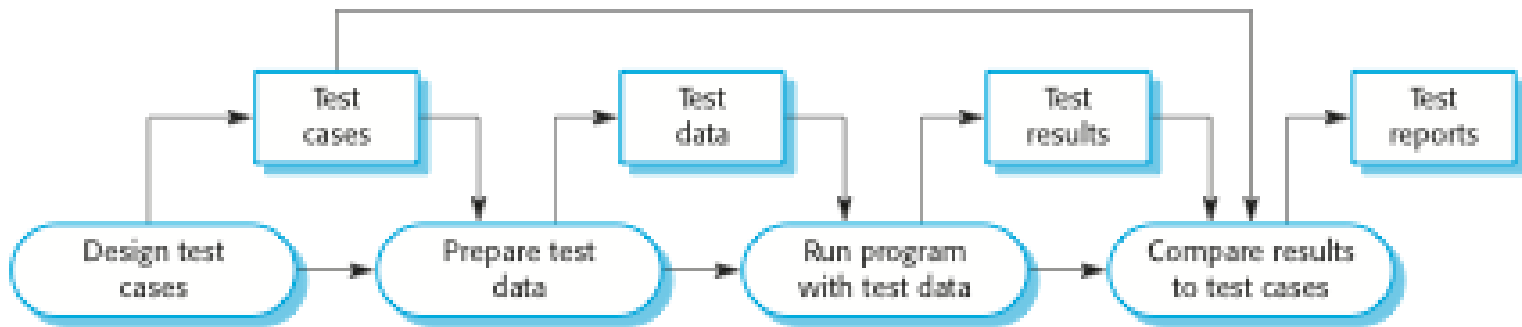 Test
cases
Test
data
Test
results
Test
reports
Design test
cases
Prepare test
data
Run program
with test data
Compare results
to test cases